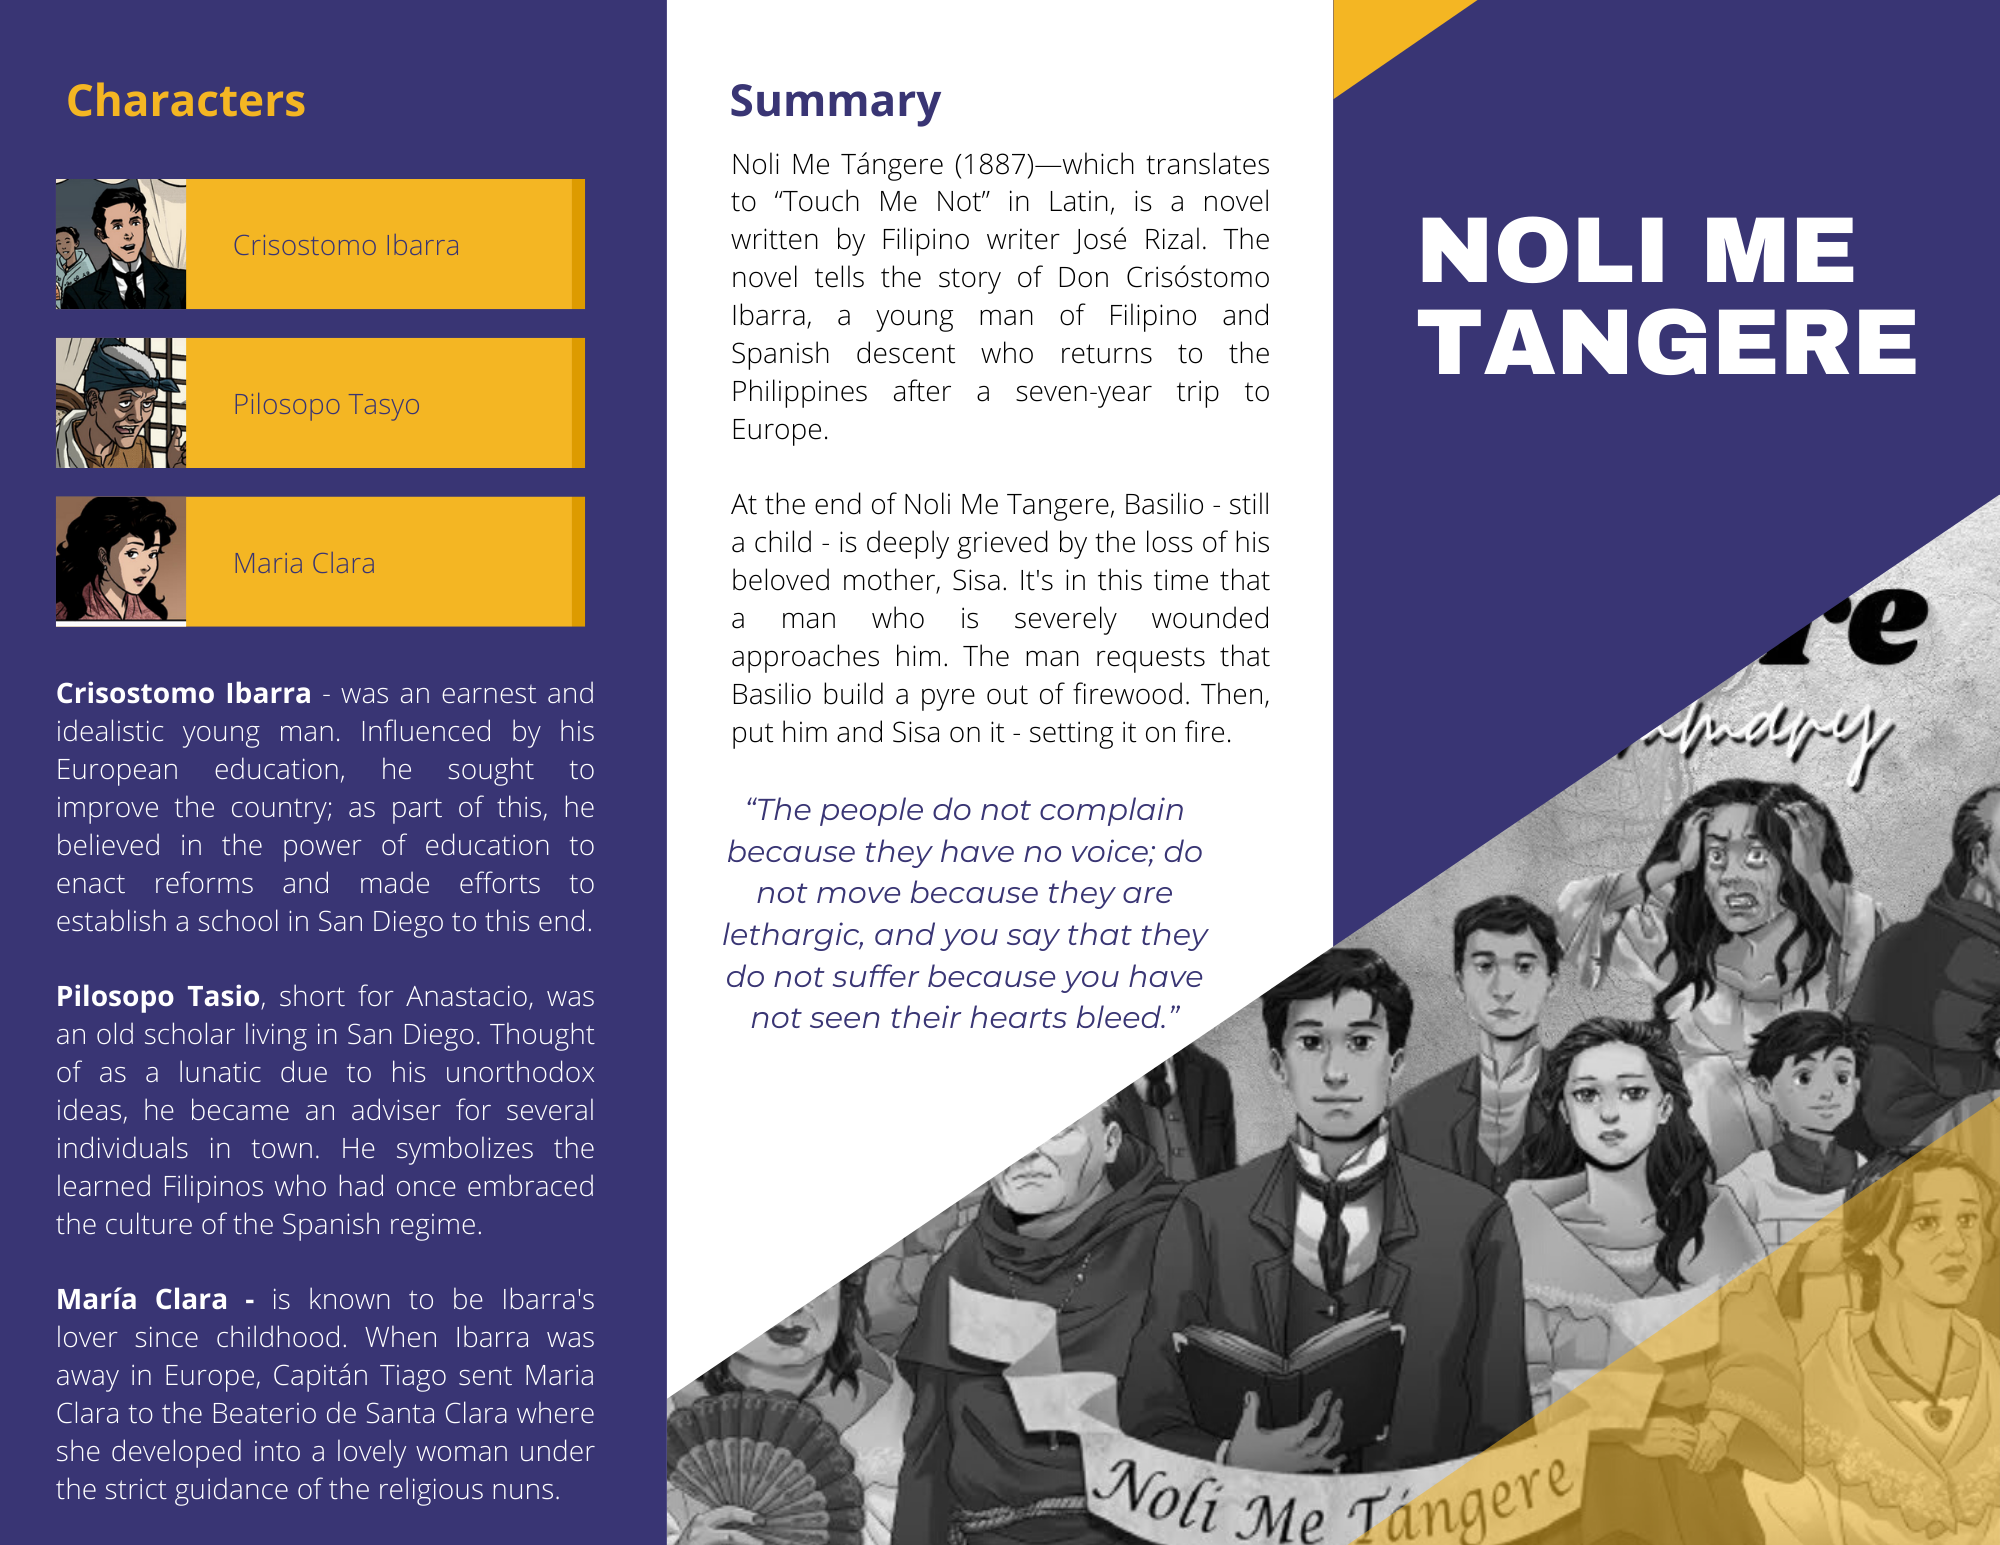 Characters
Crisostomo Ibarra
Pilosopo Tasyo
Maria Clara
Crisostomo Ibarra - was an earnest and
idealistic young man. Influenced by his
European education, he sought to
improve the country; as part of this, he
believed in the power of education to
enact reforms and made efforts to
establish a school in San Diego to this end.
Pilosopo Tasio, short for Anastacio, was
an old scholar living in San Diego. Thought
of as a lunatic due to his unorthodox
ideas, he became an adviser for several
individuals in town. He symbolizes the
learned Filipinos who had once embraced
the culture of the Spanish regime.
María Clara - is known to be Ibarra's
lover since childhood. When Ibarra was
away in Europe, Capitán Tiago sent Maria
Clara to the Beaterio de Santa Clara where
she developed into a lovely woman under
the strict guidance of the religious nuns.
Summary
Noli Me Tángere (1887)—which translates
to “Touch Me Not” in Latin, is a novel
written by Filipino writer José Rizal. The
novel tells the story of Don Crisóstomo
Ibarra, a young man of Filipino and
Spanish descent who returns to the
Philippines after a seven-year trip to
Europe.
At the end of Noli Me Tangere, Basilio - still
a child - is deeply grieved by the loss of his
beloved mother, Sisa. It's in this time that
a man who is severely wounded
approaches him. The man requests that
Basilio build a pyre out of firewood. Then,
put him and Sisa on it - setting it on fire.
“The people do not complain
because they have no voice; do
not move because they are
lethargic, and you say that they
do not suffer because you have
not seen their hearts bleed.”
NOLI ME
TANGERE
re
Noli Me Tángere